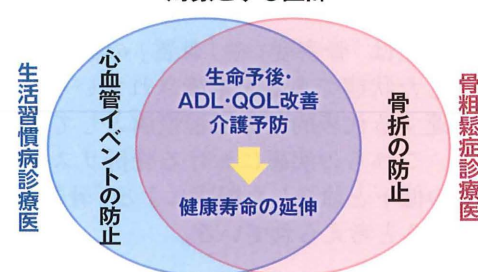 生活習慣病診療医
心血管イベントの防止
生命予後・
ADL・QOL改善
介護予防
健康寿命の延伸
骨折の防止
骨粗鬆症診療医